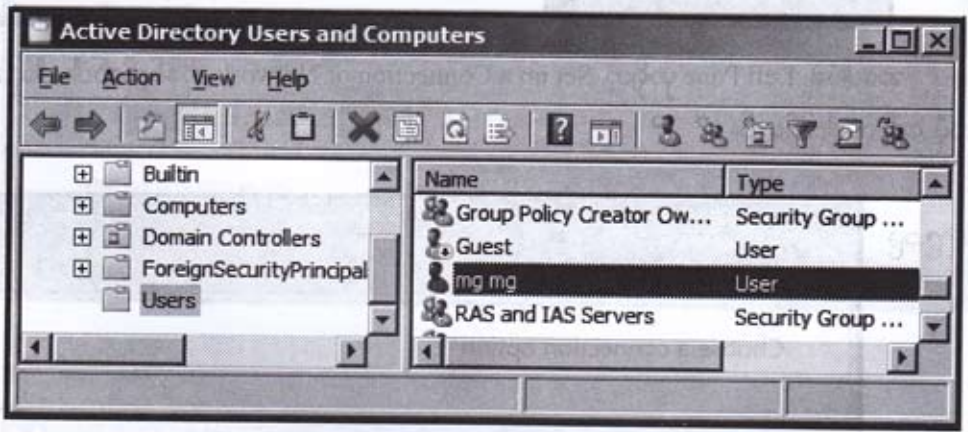 Active Directory Users and Computers
File Action View Help
Builtin
Computers
Domain Controllers
ForeignSecurityPrincipal
Users
Name Type
Group Policy Creator Ow... Security Group ...
Guest User
mg mg User
RAS and IAS Servers Security Group ...